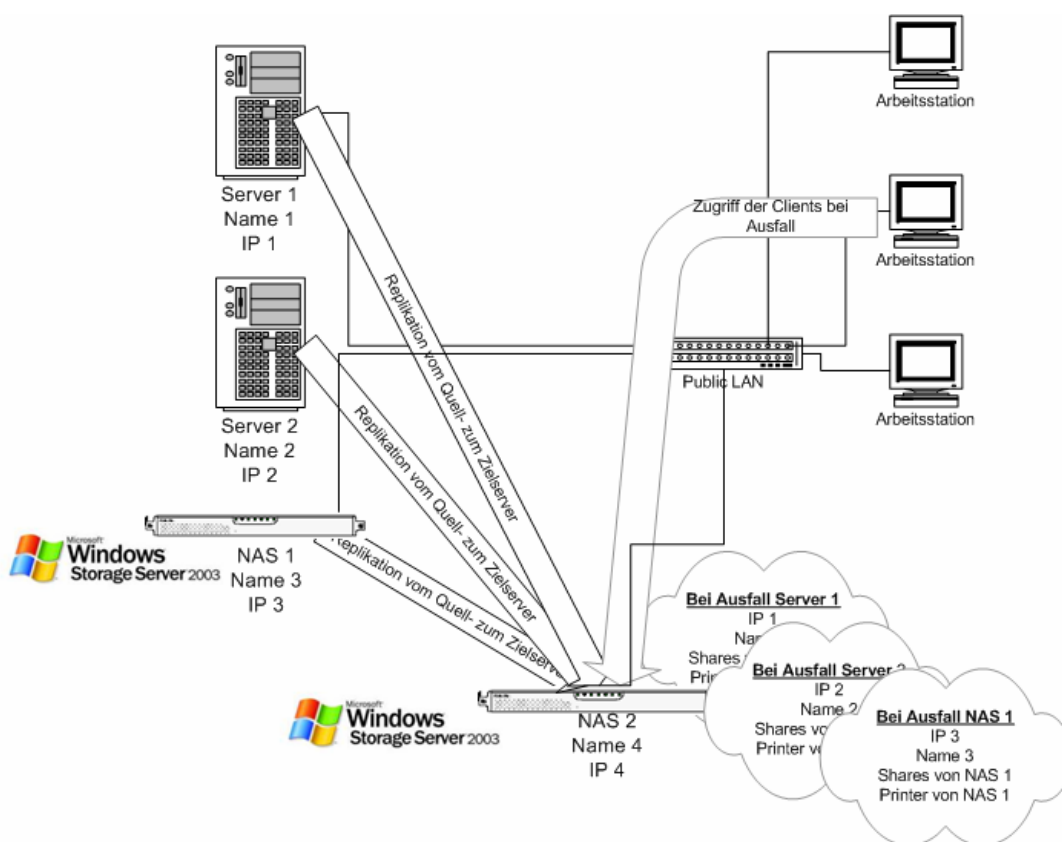 Arbeitsstation
Server 1
Name 1
IP 1
Zugriff der Clients bei
Ausfall
Arbeitsstation
Replikation vom Quell- zum Zielserver
Public LAN
Arbeitsstation
Server 2
Name 2
IP 2
Replikation vom Quell- zum Zielserver
Microsoft
Windows
Storage Server 2003
NAS 1
Name 3
IP 3
Replikation vom Quell- zum Zielserve
Bei Ausfall Server 1
IP 1
Shares
Bei Ausfall Server
IP 2
Name 2
Shares
Printer
Bei Ausfall NAS 1
IP 3
Name 3
Shares von NAS 1
Printer von NAS 1
Microsoft
Windows
Storage Server 2003
NAS 2
Name 4
IP 4